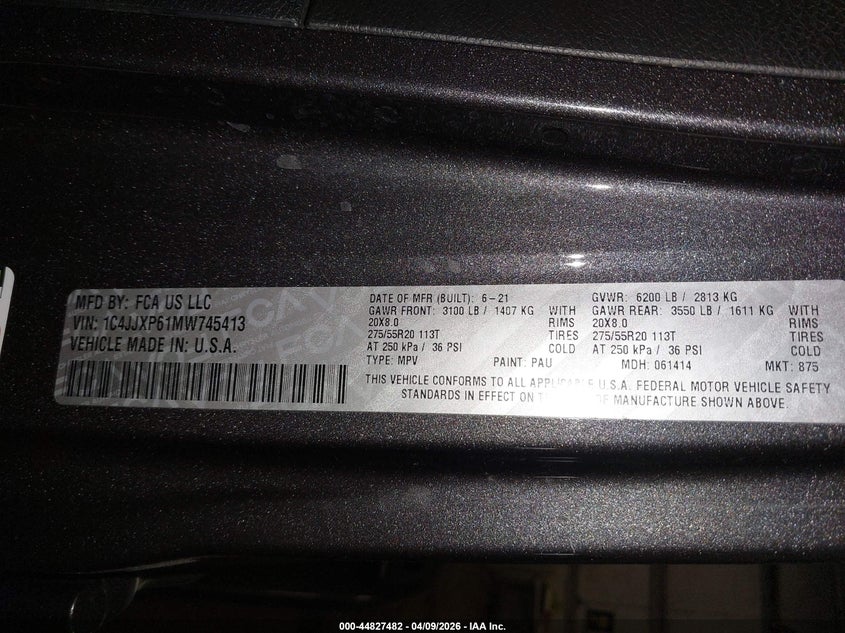 MFD BY: FCA US LLC
VIN: 1C4JJXP61MW745413
VEHICLE MADE IN: U.S.A.
DATE OF MFR (BUILT): 6-21
GAWR FRONT: 3100 LB / 1407 KG WITH
20X8.0 RIMS
275/55R20 113T TIRES
AT 250 kPa / 36 PSI COLD
TYPE: MPV PAINT: PAU
GVWR: 6200 LB / 2813 KG
GAWR REAR: 3550 LB / 1611 KG WITH
20X8.0 RIMS
275/55R20 113T TIRES
AT 250 kPa / 36 PSI COLD
MDH: 061414 MKT: 875
THIS VEHICLE CONFORMS TO ALL APPLICABLE U.S.A. FEDERAL MOTOR VEHICLE SAFETY
STANDARDS IN EFFECT ON OF MANUFACTURE SHOWN ABOVE.
000-44827482 - 04/09/2026 - IAA Inc.